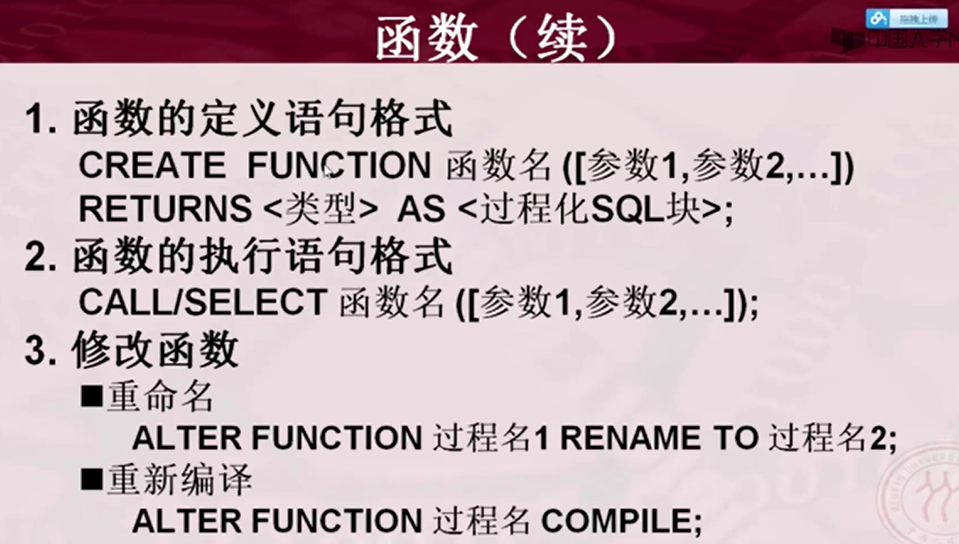 函数（续）
拖拽上传
中国大学
1. 函数的定义语句格式
CREATE FUNCTION 函数名 ([参数1,参数2,…])
RETURNS <类型> AS <过程化SQL块>;
2. 函数的执行语句格式
CALL/SELECT 函数名 ([参数1,参数2,…]);
3. 修改函数
■重命名
ALTER FUNCTION 过程名1 RENAME TO 过程名2;
■重新编译
ALTER FUNCTION 过程名 COMPILE;